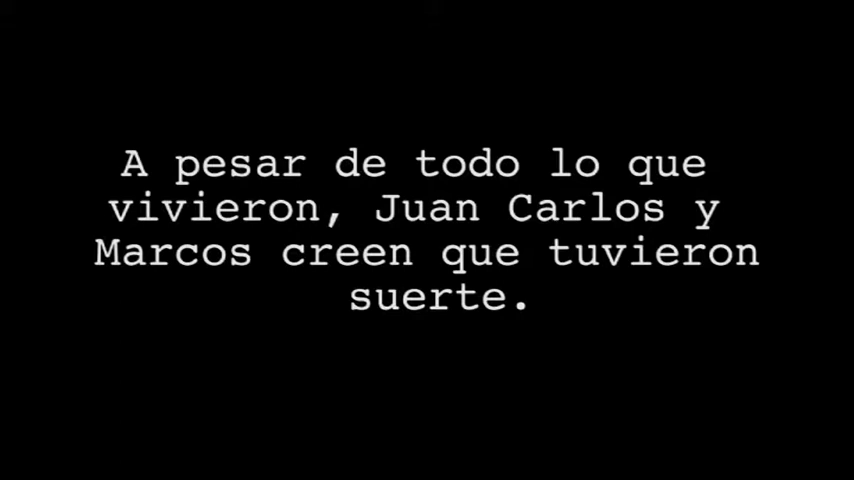 A pesar de todo lo que
vivieron, Juan Carlos y
Marcos creen que tuvieron
suerte.